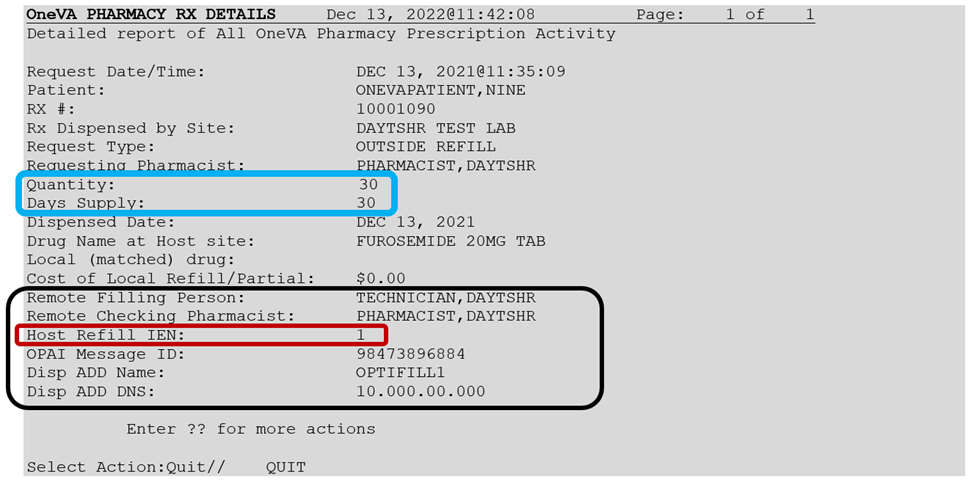 OneVA PHARMACY RX DETAILS Dec 13, 2022@11:42:08 Page: 1 of 1
Detailed report of All OneVA Pharmacy Prescription Activity
Request Date/Time: DEC 13, 2021@11:35:09
Patient: ONEVAPATIENT,NINE
RX #: 10001090
Rx Dispensed by Site: DAYTSHR TEST LAB
Request Type: OUTSIDE REFILL
Requesting Pharmacist: PHARMACIST,DAYTSHR
Quantity: 30
Days Supply: 30
Dispensed Date: DEC 13, 2021
Drug Name at Host site: FUROSEMIDE 20MG TAB
Local (matched) drug:
Cost of Local Refill/Partial: $0.00
Remote Filling Person: TECHNICIAN,DAYTSHR
Remote Checking Pharmacist: PHARMACIST,DAYTSHR
Host Refill IEN: 1
OPAI Message ID: 98473896884
Disp ADD Name: OPTIFILL1
Disp ADD DNS: 10.000.00.000
Enter ?? for more actions
Select Action:Quit// QUIT